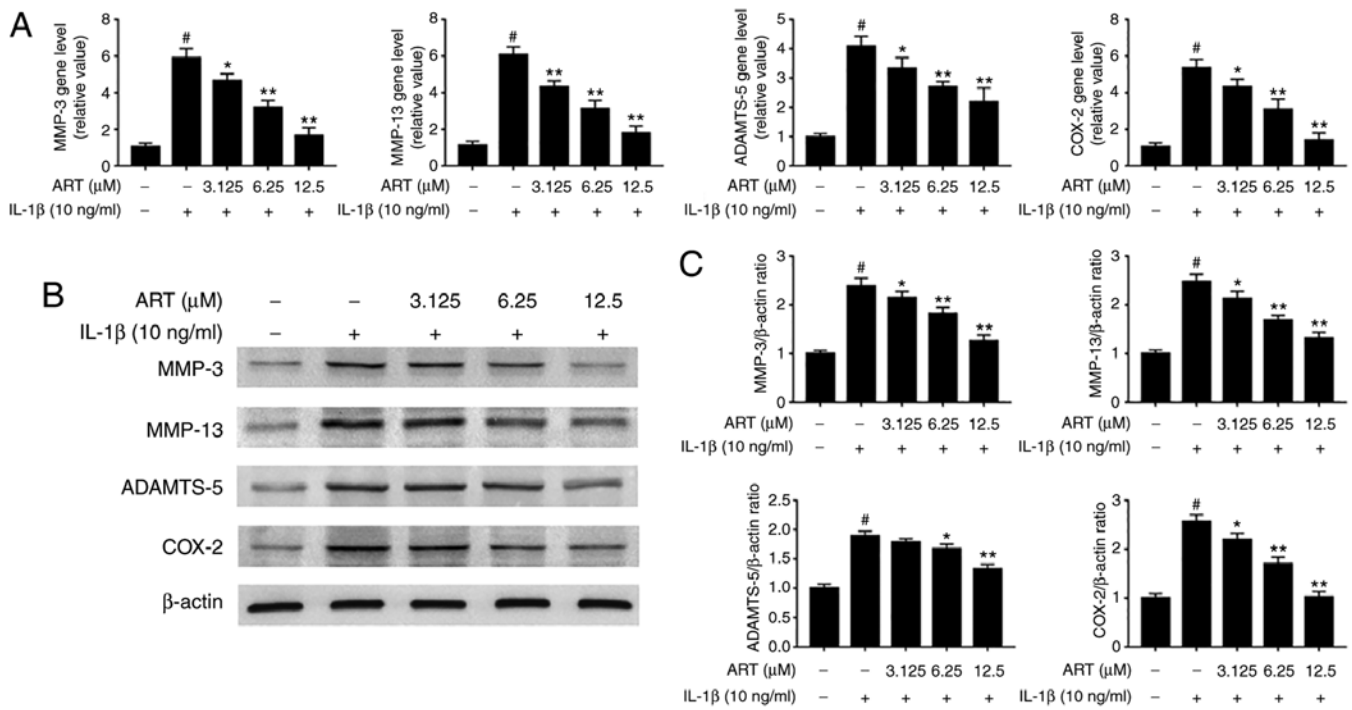 A
MMP-3 gene level
(relative value)
8
6
4
2
0
#
*
**
**
ART (μM) – – 3.125 6.25 12.5
IL-1β (10 ng/ml) – + + + +
MMP-13 gene level
(relative value)
8
6
4
2
0
#
**
**
**
ART (μM) – – 3.125 6.25 12.5
IL-1β (10 ng/ml) – + + + +
ADAMTS-5 gene level
(relative value)
5
4
3
2
1
0
#
*
**
**
ART (μM) – – 3.125 6.25 12.5
IL-1β (10 ng/ml) – + + + +
COX-2 gene level
(relative value)
8
6
4
2
0
#
*
**
**
ART (μM) – – 3.125 6.25 12.5
IL-1β (10 ng/ml) – + + + +
B
ART (μM) – – 3.125 6.25 12.5
IL-1β (10 ng/ml) – + + + +
MMP-3
MMP-13
ADAMTS-5
COX-2
β-actin
C
MMP-3/β-actin ratio
3
2
1
0
#
*
**
**
ART (μM) – – 3.125 6.25 12.5
IL-1β (10 ng/ml) – + + + +
MMP-13/β-actin ratio
3
2
1
0
#
*
**
**
ART (μM) – – 3.125 6.25 12.5
IL-1β (10 ng/ml) – + + + +
ADAMTS-5/β-actin ratio
2.5
2.0
1.5
1.0
0.5
0.0
#
*
**
ART (μM) – – 3.125 6.25 12.5
IL-1β (10 ng/ml) – + + + +
COX-2/β-actin ratio
3
2
1
0
#
*
**
**
ART (μM) – – 3.125 6.25 12.5
IL-1β (10 ng/ml) – + + + +